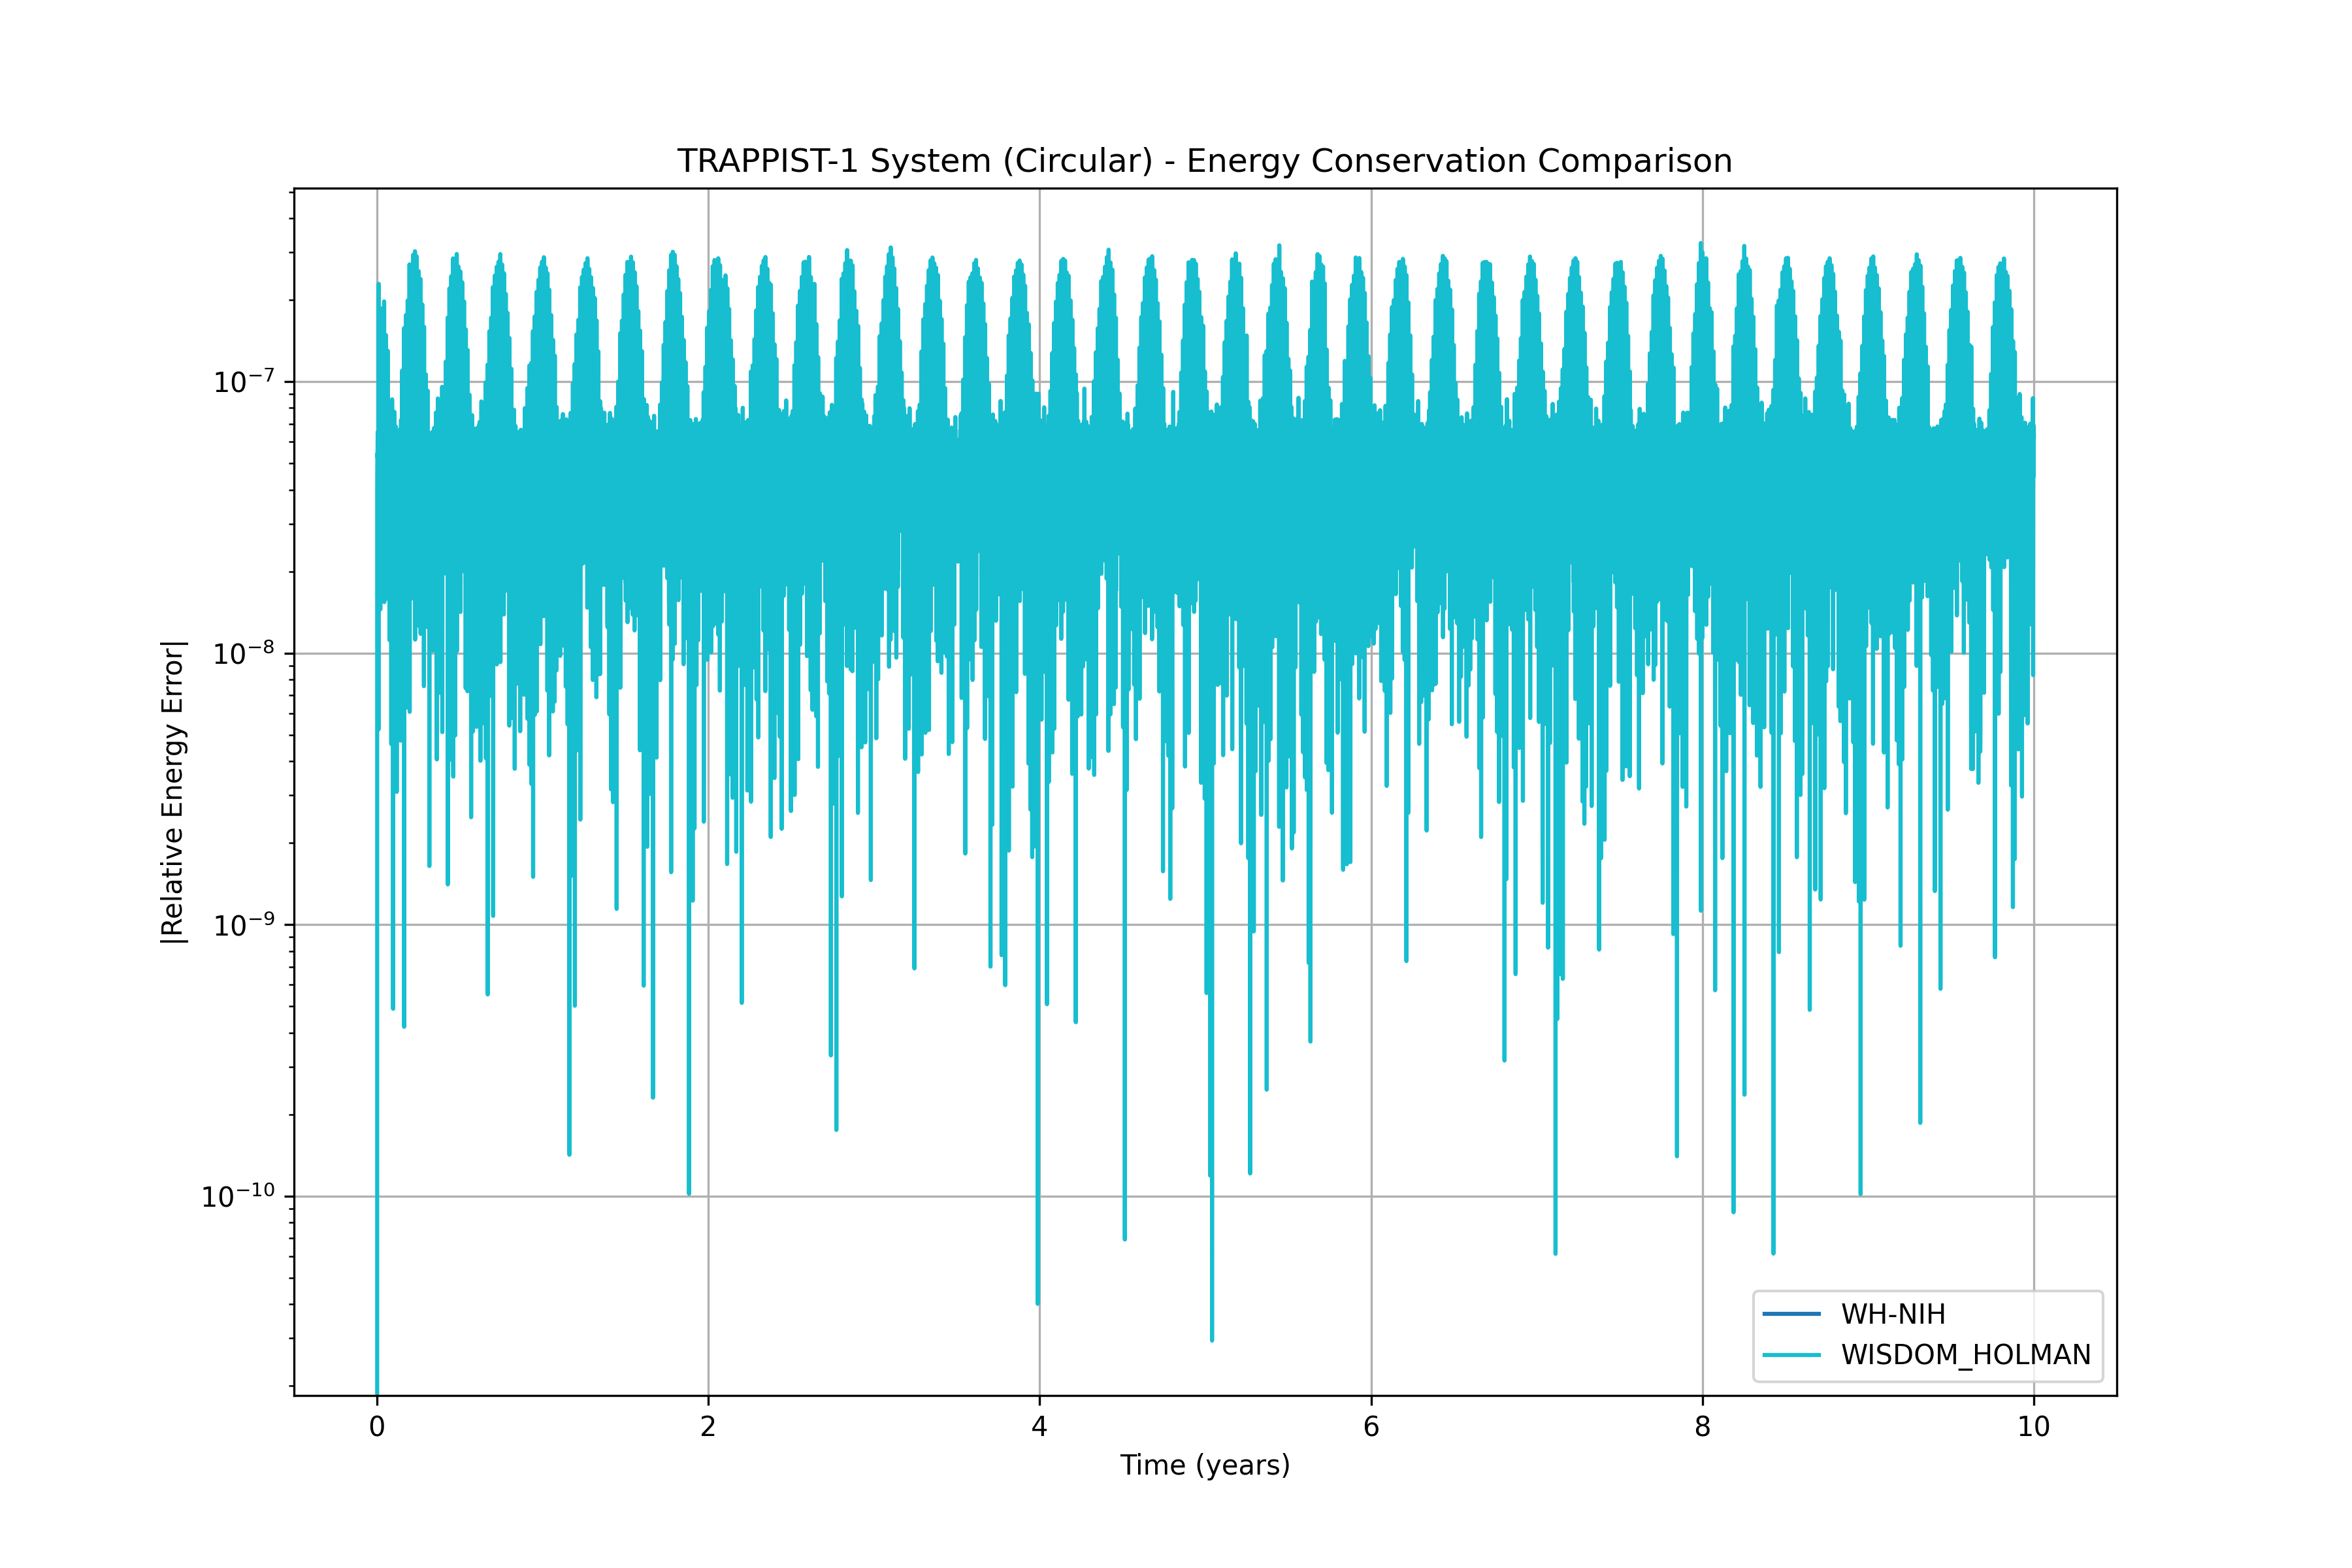 TRAPPIST-1 System (Circular) - Energy Conservation Comparison
|Relative Energy Error|
10⁻⁷
10⁻⁸
10⁻⁹
10⁻¹⁰
WH-NIH
WISDOM_HOLMAN
0 2 4 6 8 10
Time (years)